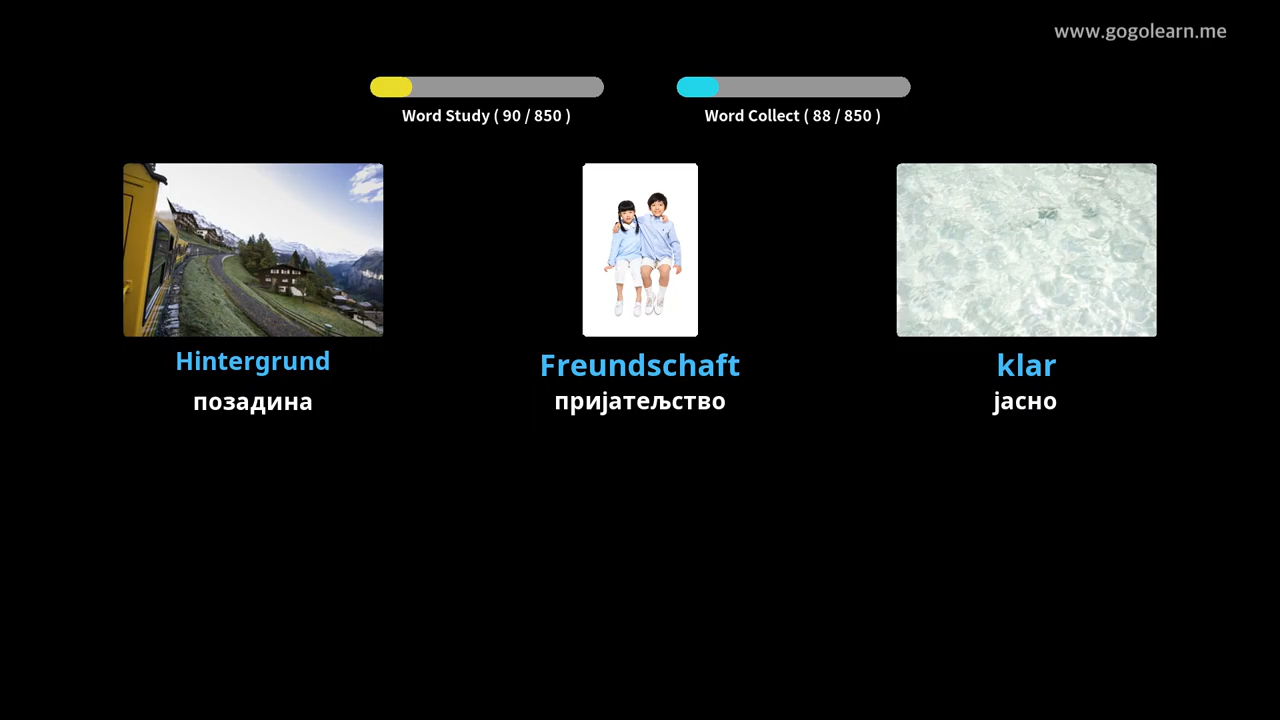 www.gogolearn.me
Word Study ( 90 / 850 )
Word Collect ( 88 / 850 )
Hintergrund
позадина
Freundschaft
пријатељство
klar
јасно